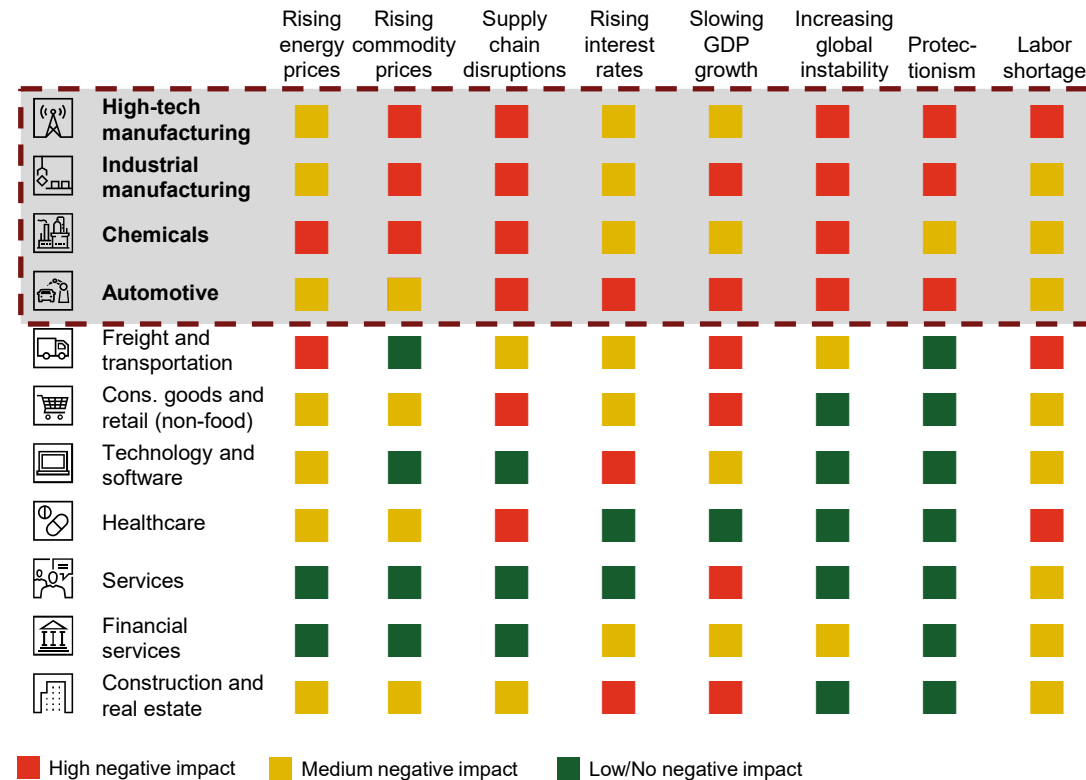 Rising energy prices
Rising commodity prices
Supply chain disruptions
Rising interest rates
Slowing GDP growth
Increasing global instability
Protec-tionism
Labor shortage
High-tech
manufacturing
Industrial
manufacturing
Chemicals
Automotive
Freight and
transportation
Cons. goods and
retail (non-food)
Technology and
software
Healthcare
Services
Financial
services
Construction and
real estate
High negative impact
Medium negative impact
Low/No negative impact